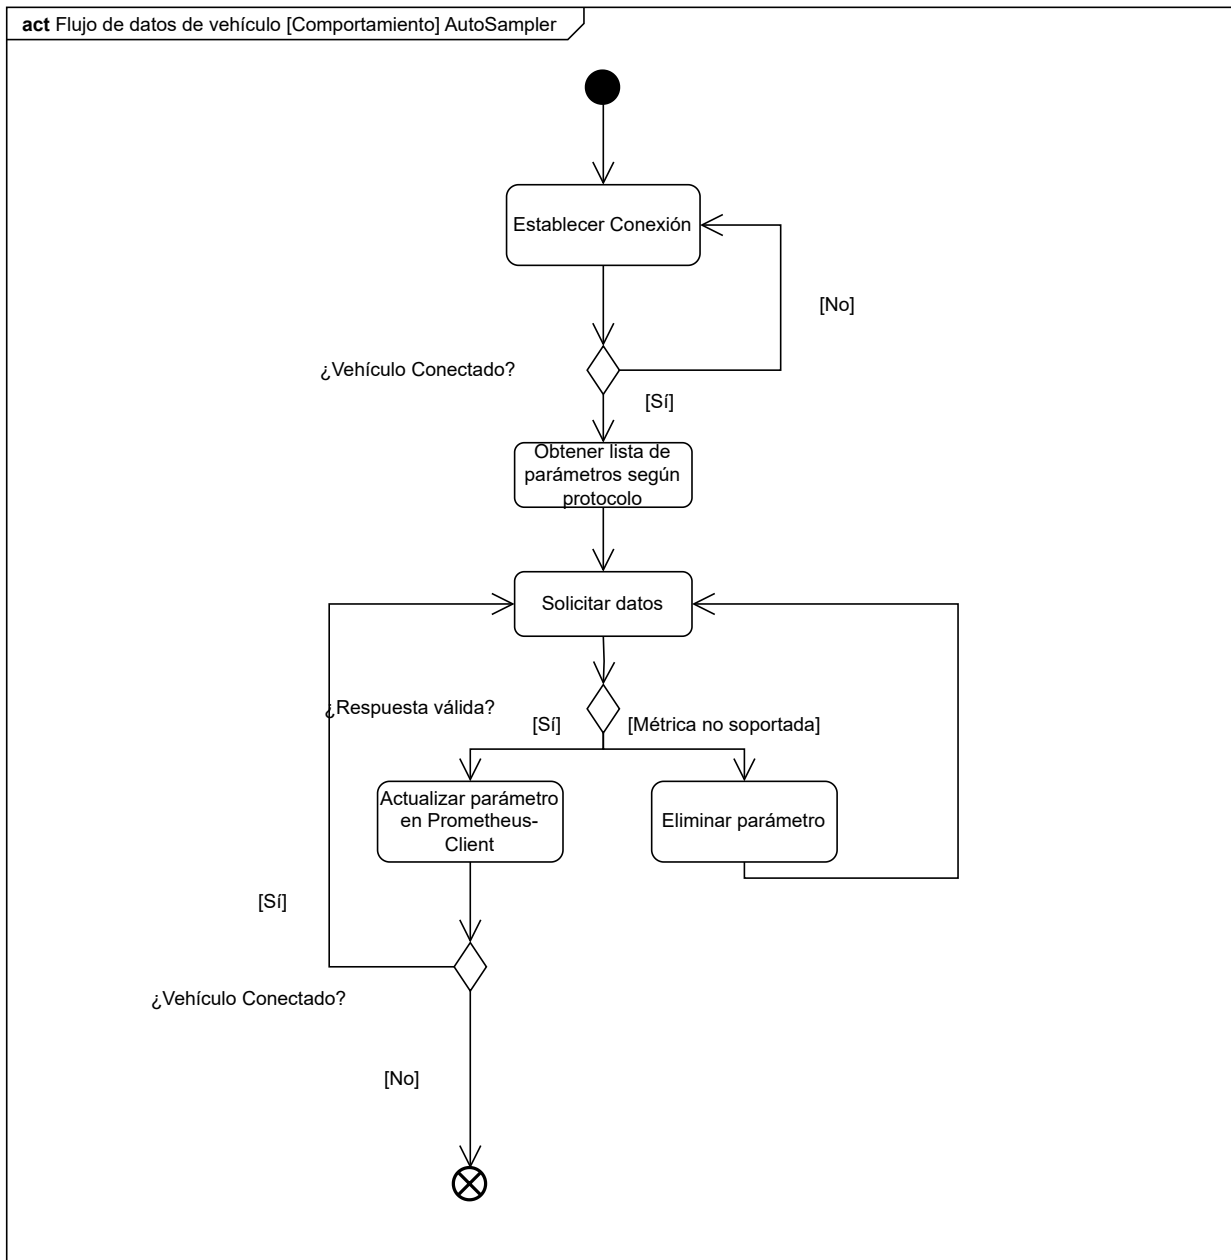 act Flujo de datos de vehículo [Comportamiento] AutoSampler
Establecer Conexión
[No]
¿Vehículo Conectado?
[Sí]
Obtener lista de
parámetros según
protocolo
Solicitar datos
¿Respuesta válida?
[Sí]
[Métrica no soportada]
Actualizar parámetro
en Prometheus-
Client
Eliminar parámetro
[Sí]
¿Vehículo Conectado?
[No]